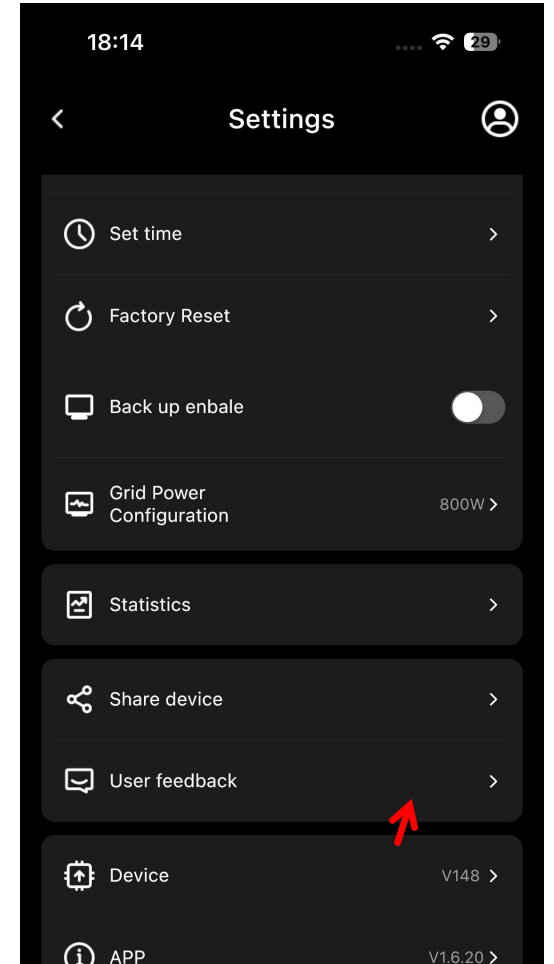 18:14
29
Settings
Set time
Factory Reset
Back up enbale
Grid Power
Configuration
800W
Statistics
Share device
User feedback
Device
V148
APP
V1.6.20